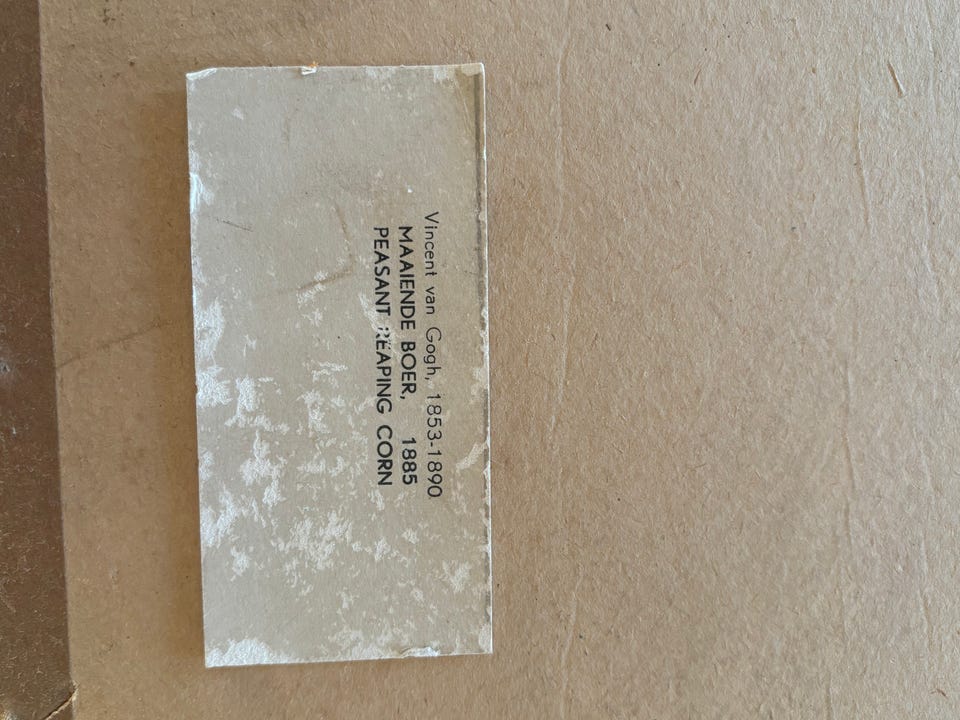 Vincent van Gogh, 1853-1890
MAAIENDE BOER, 1885
PEASANT REAPING CORN